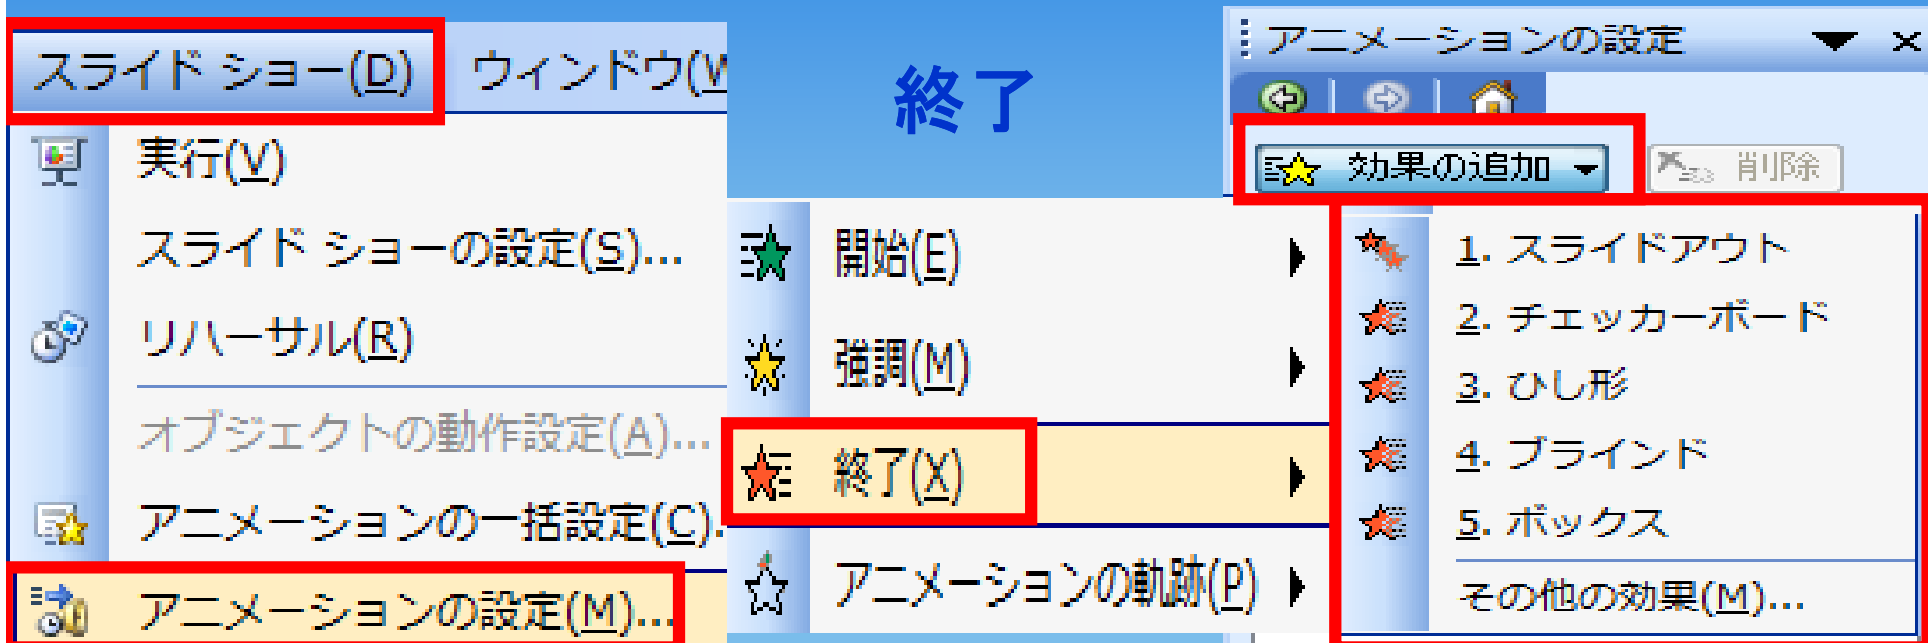 スライド ショー(D)
ウィンドウ(W
実行(V)
スライド ショーの設定(S)...
リハーサル(R)
オブジェクトの動作設定(A)...
アニメーションの一括設定(C).
アニメーションの設定(M)...
終了
開始(E)
強調(M)
終了(X)
アニメーションの軌跡(P)
アニメーションの設定
効果の追加
削除
1. スライドアウト
2. チェッカーボード
3. ひし形
4. ブラインド
5. ボックス
その他の効果(M)...